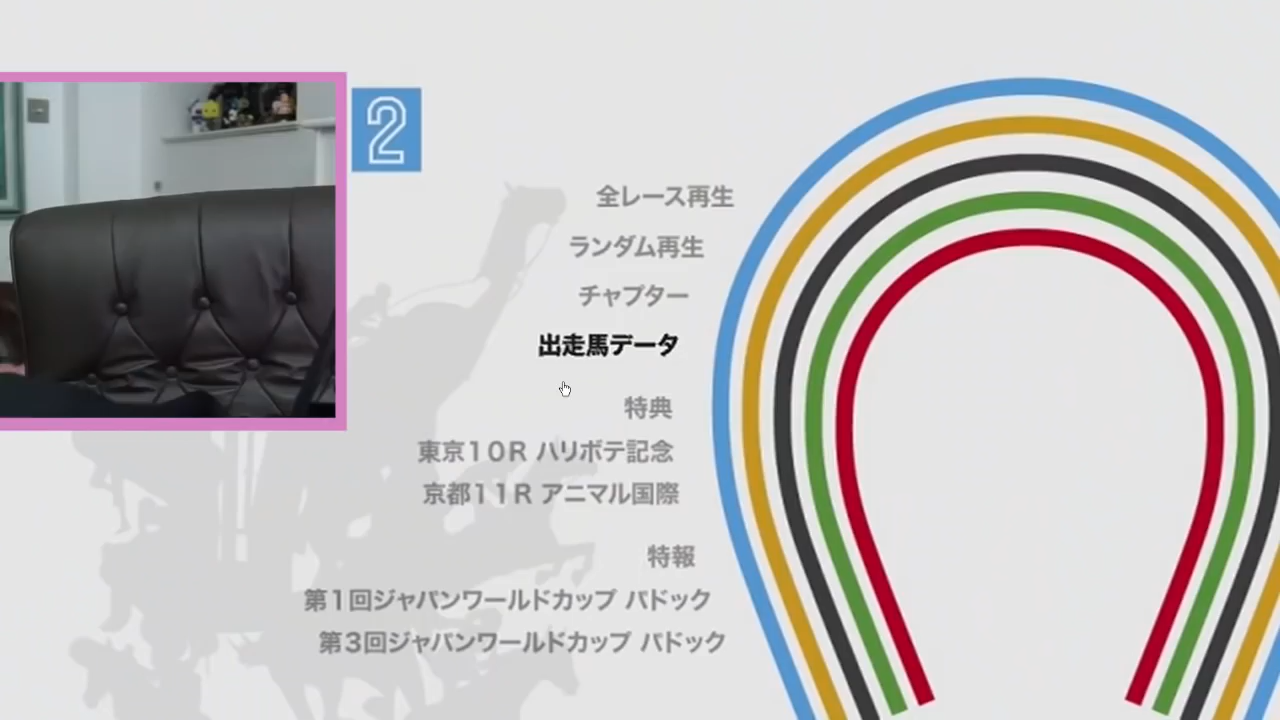 2
全レース再生
ランダム再生
チャプター
出走馬データ
特典
東京10R ハリボテ記念
京都11R アニマル国際
特報
第1回ジャパンワールドカップ パドック
第3回ジャパンワールドカップ パドック